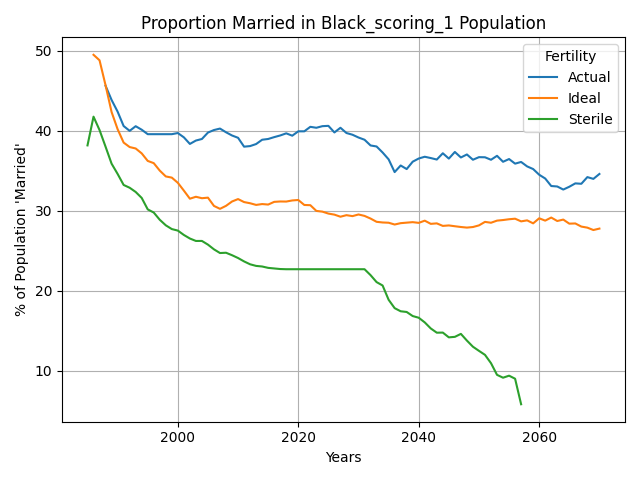 Proportion Married in Black_scoring_1 Population
% of Population 'Married'
50
40
30
20
10
Fertility
Actual
Ideal
Sterile
2000
2020
2040
2060
Years